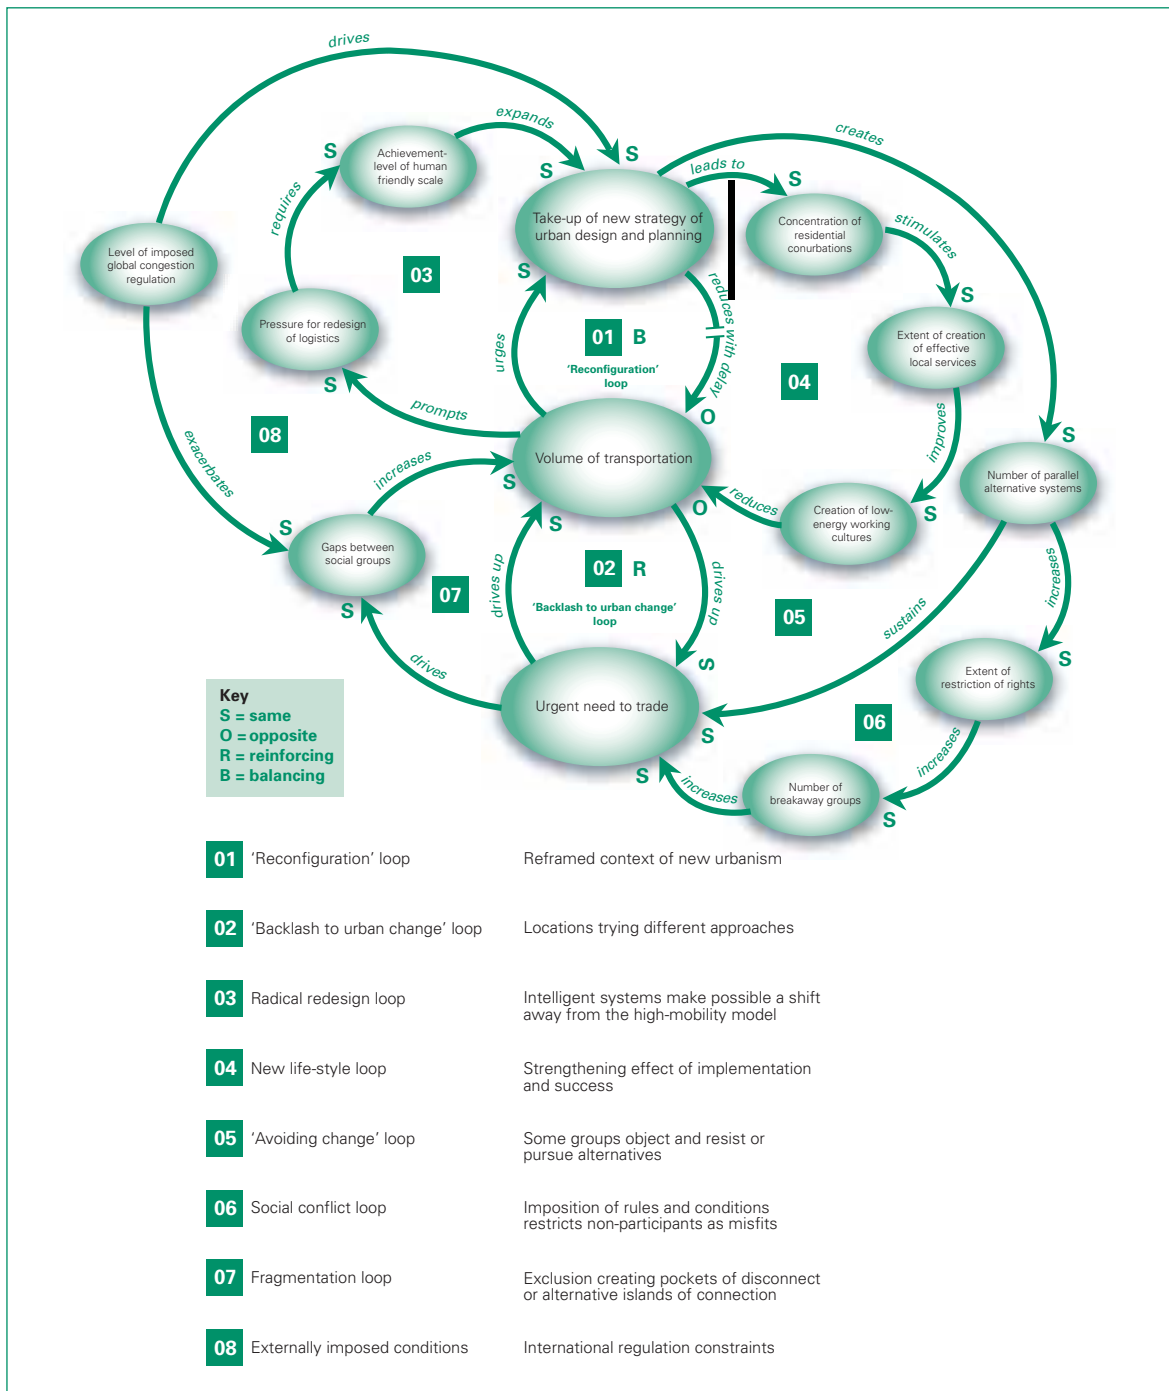 drives
expands
creates
S
Achievement-
level of human
friendly scale
S
S
leads to
S
requires
Take-up of new strategy of
urban design and planning
Concentration of
residential
conurbations
stimulates
Level of imposed
global congestion
regulation
03
S
reduces with delay
S
Pressure for redesign
of logistics
urges
01 B
'Reconfiguration'
loop
Extent of creation
of effective
local services
S
04
prompts
O
improves
08
exacerbates
increases
Volume of transportation
S
S
Number of parallel
alternative systems
reduces
O
S
Creation of low-
energy working
cultures
S
S
Gaps between
social groups
02 R
drives up
drives up
increases
07
'Backlash to urban change'
loop
05
sustains
S
drives
S
S
Extent of
restriction of rights
Urgent need to trade
S
06
increases
S
increases
Number of
breakaway groups
S
Key
S = same
O = opposite
R = reinforcing
B = balancing
01 'Reconfiguration' loop Reframed context of new urbanism
02 'Backlash to urban change' loop Locations trying different approaches
03 Radical redesign loop Intelligent systems make possible a shift
away from the high-mobility model
04 New life-style loop Strengthening effect of implementation
and success
05 'Avoiding change' loop Some groups object and resist or
pursue alternatives
06 Social conflict loop Imposition of rules and conditions
restricts non-participants as misfits
07 Fragmentation loop Exclusion creating pockets of disconnect
or alternative islands of connection
08 Externally imposed conditions International regulation constraints